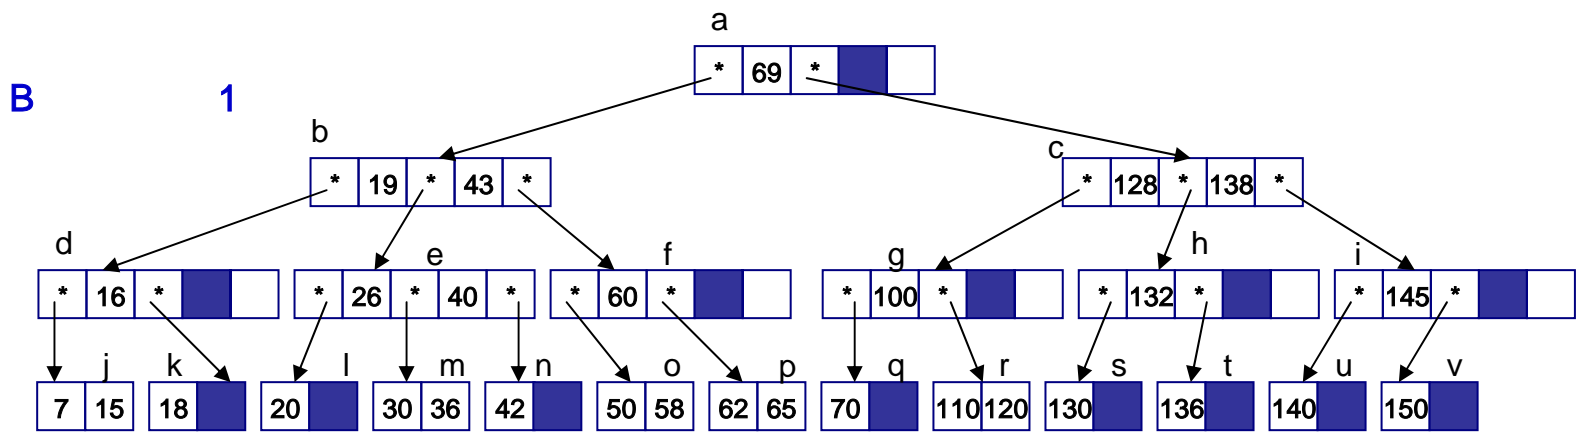 a
* 69 *
B 1
b
c
* 19 * 43 *
* 128 * 138 *
d e f g h i
* 16 *
* 26 * 40 *
* 60 *
* 100 *
* 132 *
* 145 *
j k l m n o p q r s t u v
7 15
18
20
30 36
42
50 58
62 65
70
110 120
130
136
140
150